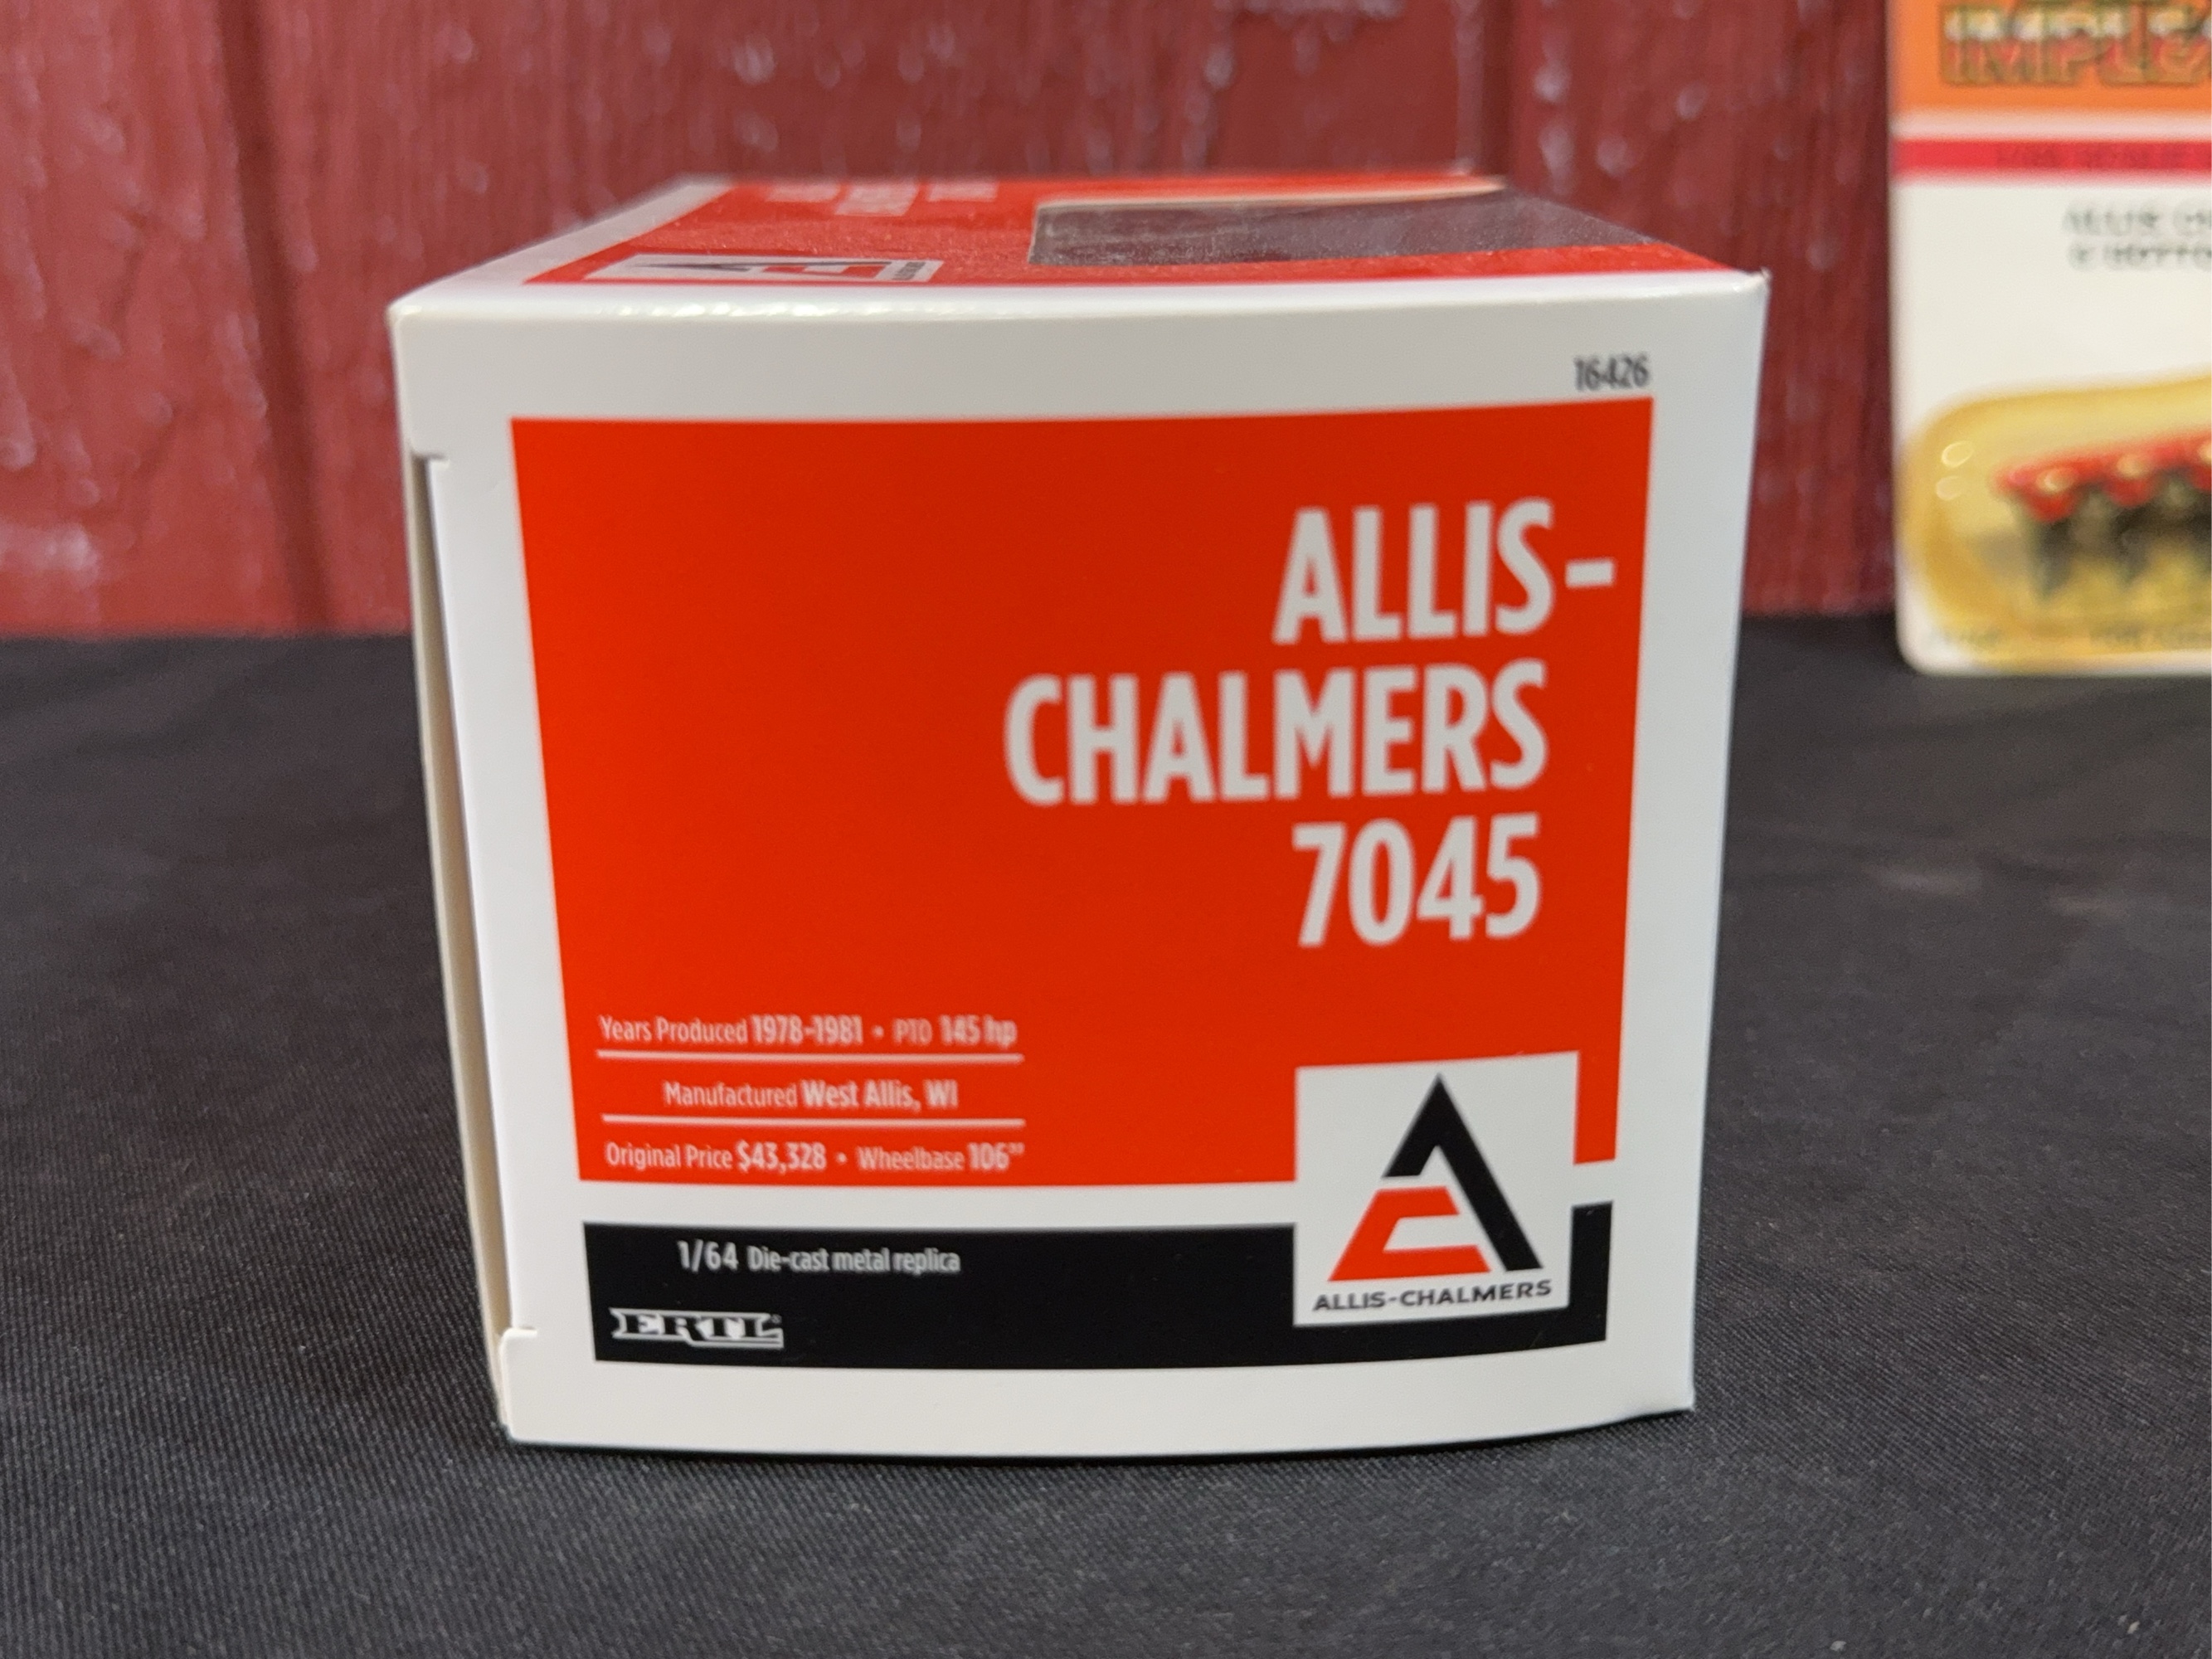 16426
ALLIS-
CHALMERS
7045
Years Produced 1978-1981 • PTO 145 hp
Manufactured West Allis, WI
Original Price $43,328 • Wheelbase 106"
1/64 Die-cast metal replica
ERTL®
ALLIS-CHALMERS